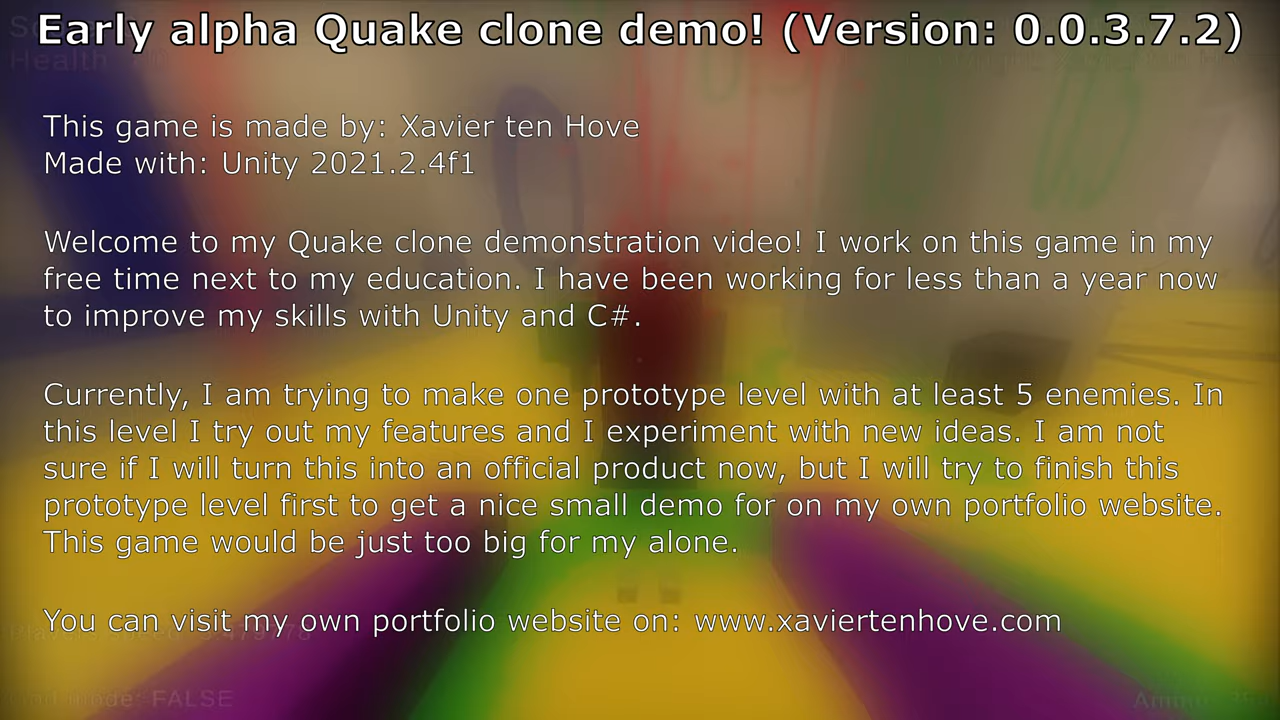 Early alpha Quake clone demo! (Version: 0.0.3.7.2)
Health
This game is made by: Xavier ten Hove
Made with: Unity 2021.2.4f1
Welcome to my Quake clone demonstration video! I work on this game in my
free time next to my education. I have been working for less than a year now
to improve my skills with Unity and C#.
Currently, I am trying to make one prototype level with at least 5 enemies. In
this level I try out my features and I experiment with new ideas. I am not
sure if I will turn this into an official product now, but I will try to finish this
prototype level first to get a nice small demo for on my own portfolio website.
This game would be just too big for my alone.
You can visit my own portfolio website on: www.xaviertenhove.com
God mode: FALSE